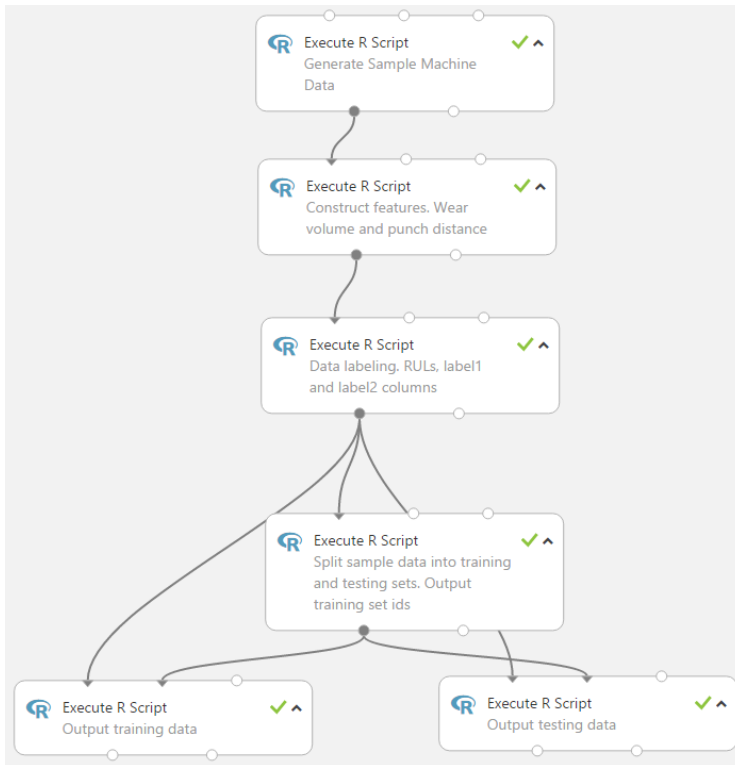 Execute R Script
Generate Sample Machine
Data
Execute R Script
Construct features. Wear
volume and punch distance
Execute R Script
Data labeling. RULs, label1
and label2 columns
Execute R Script
Split sample data into training
and testing sets. Output
training set ids
Execute R Script
Output training data
Execute R Script
Output testing data